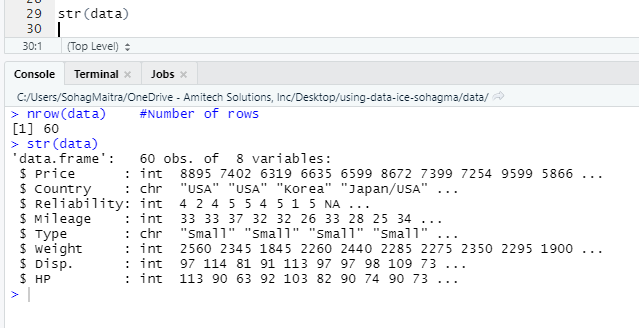 29 str(data)
30
30:1 (Top Level)
Console Terminal × Jobs ×
C:/Users/SohagMaitra/OneDrive - Amitech Solutions, Inc/Desktop/using-data-ice-sohagma/data/
> nrow(data)    #Number of rows
[1] 60
> str(data)
'data.frame':   60 obs. of  8 variables:
 $ Price      : int  8895 7402 6319 6635 6599 8672 7399 7254 9599 5866 ...
 $ Country    : chr  "USA" "USA" "Korea" "Japan/USA" ...
 $ Reliability: int  4 2 4 5 5 4 5 1 5 NA ...
 $ Mileage    : int  33 33 37 32 32 26 33 28 25 34 ...
 $ Type       : chr  "Small" "Small" "Small" "Small" ...
 $ Weight     : int  2560 2345 1845 2260 2440 2285 2275 2350 2295 1900 ...
 $ Disp.      : int  97 114 81 91 113 97 97 98 109 73 ...
 $ HP         : int  113 90 63 92 103 82 90 74 90 73 ...
>